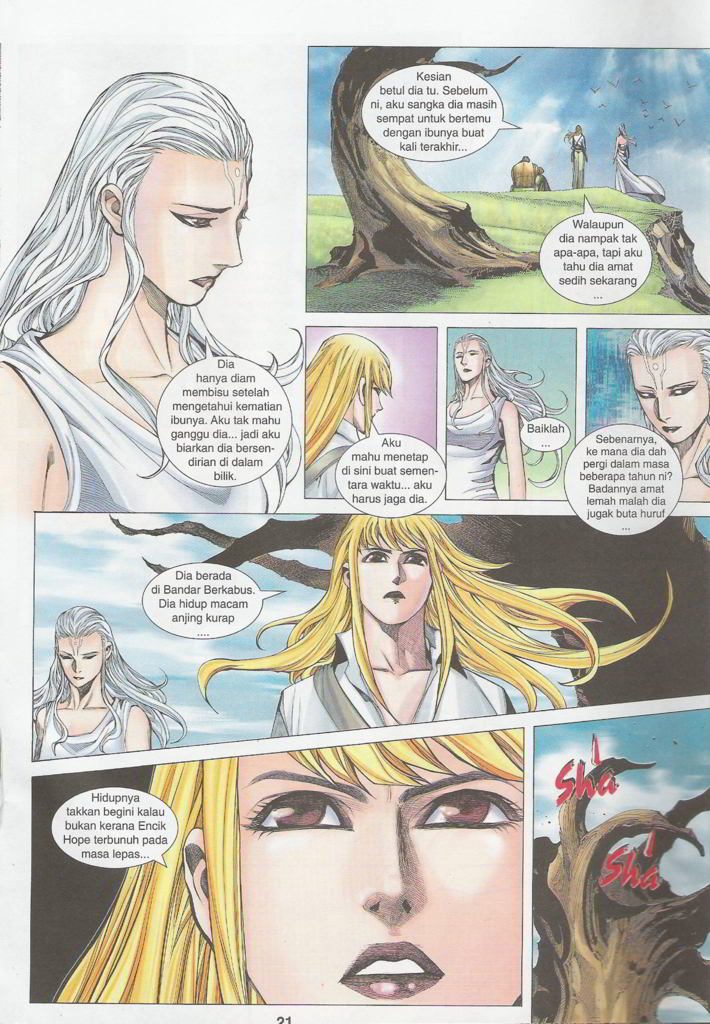 Kesian
betul dia tu. Sebelum
ni, aku sangka dia masih
sempat untuk bertemu
dengan ibunya buat
kali terakhir...
Walaupun
dia nampak tak
apa-apa, tapi aku
tahu dia amat
sedih sekarang
...
Dia
hanya diam
membisu setelah
mengetahui kematian
ibunya. Aku tak mahu
ganggu dia... jadi aku
biarkan dia bersen-
dirian di dalam
bilik.
Aku
mahu menetap
di sini buat semen-
tara waktu... aku
harus jaga dia.
Baiklah
...
Sebenarnya,
ke mana dia dah
pergi dalam masa
beberapa tahun ni?
Badannya amat
lemah malah dia
jugak buta huruf
...
Dia berada
di Bandar Berkabus.
Dia hidup macam
anjing kurap
....
Hidupnya
takkan begini kalau
bukan kerana Encik
Hope terbunuh pada
masa lepas...
Sha
Sha
21